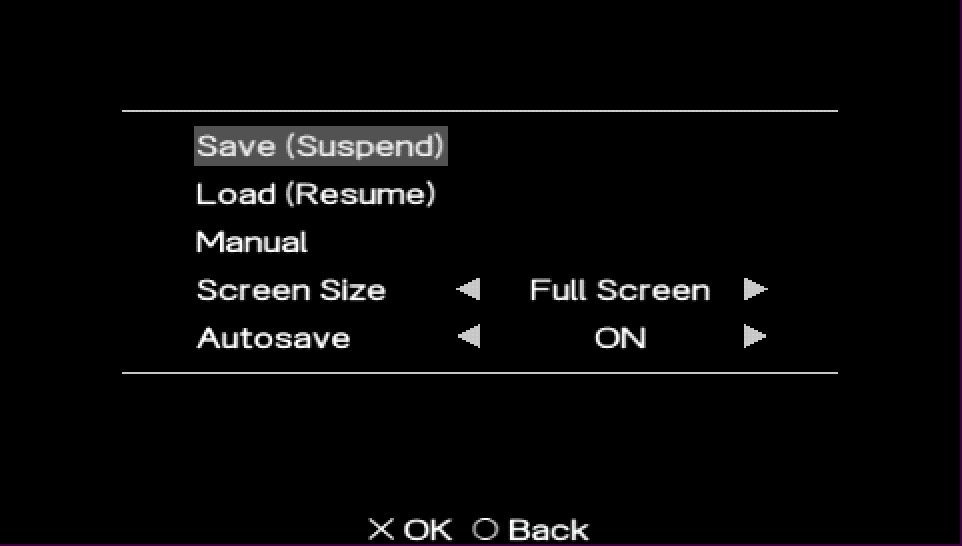 Save (Suspend)
Load (Resume)
Manual
Screen Size ◀ Full Screen ▶
Autosave ◀ ON ▶
✕ OK ○ Back